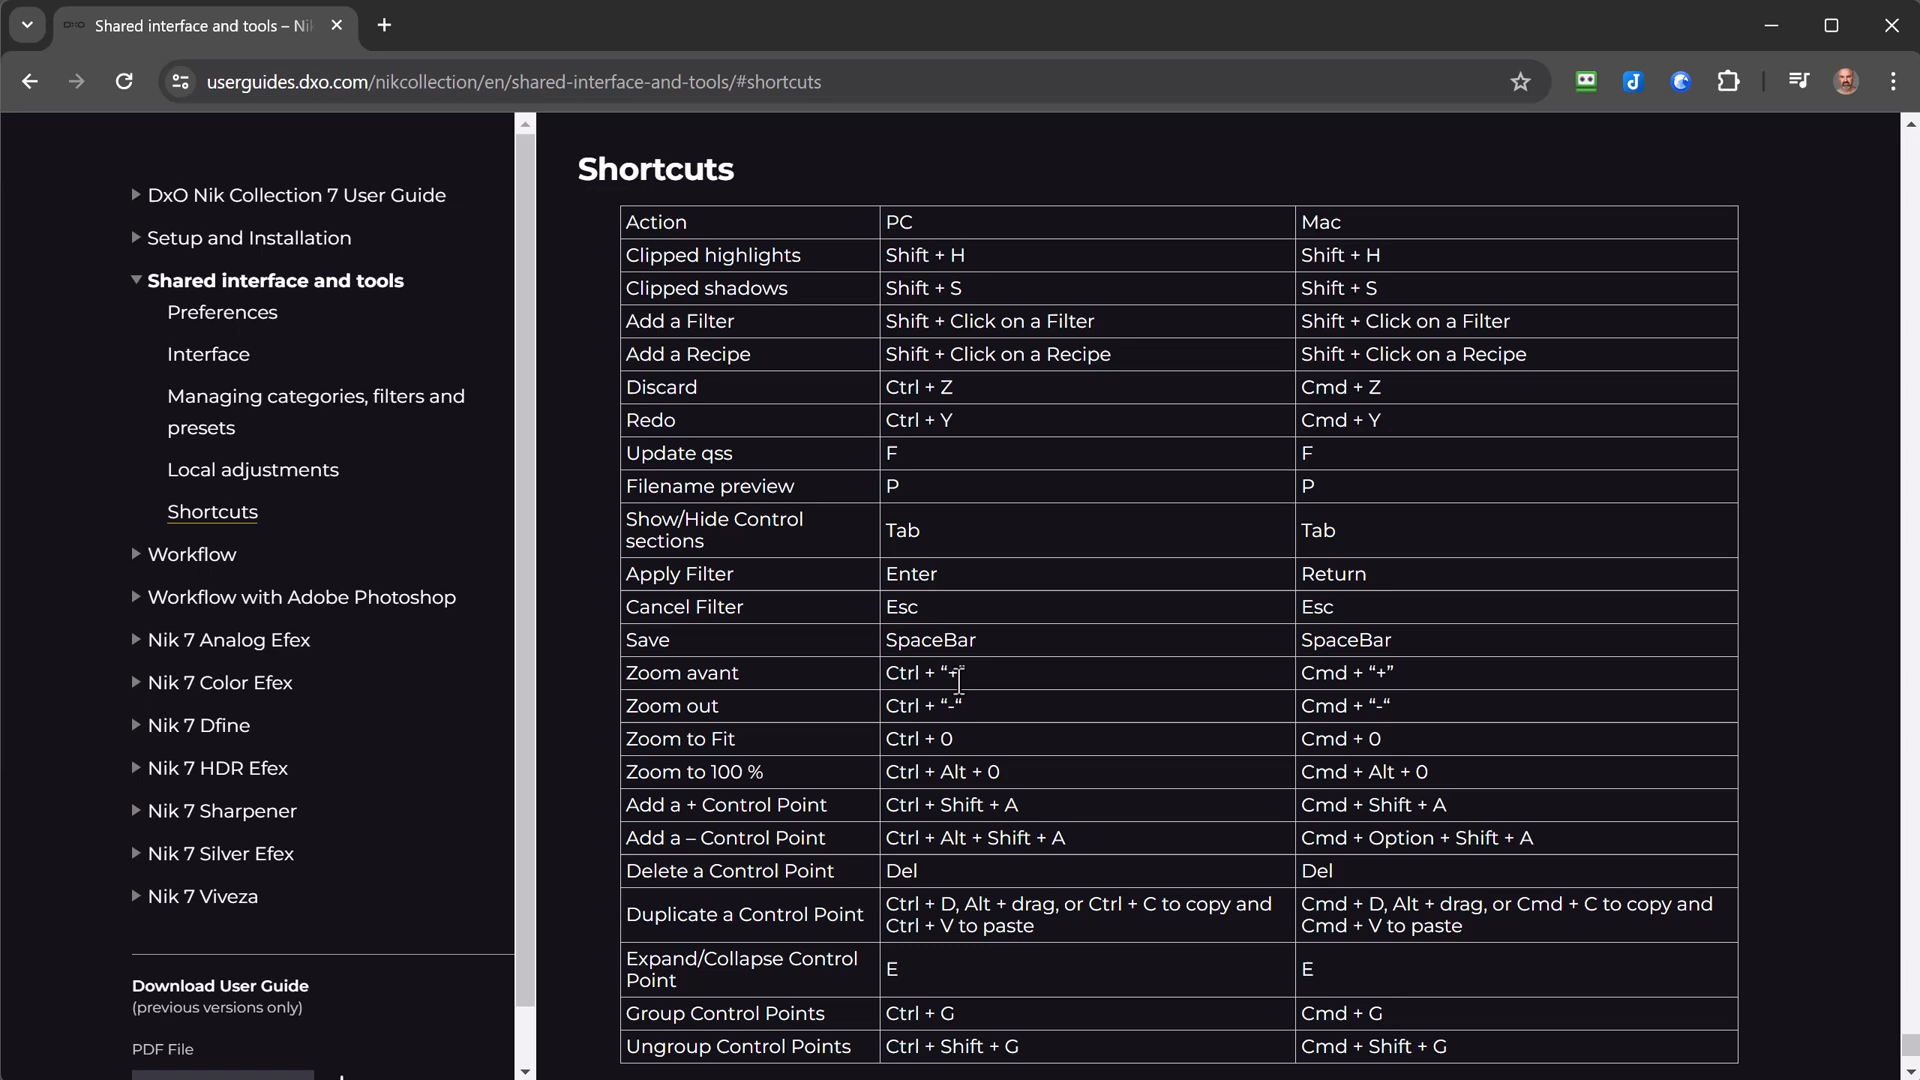 Shared interface and tools – Ni
userguides.dxo.com/nikcollection/en/shared-interface-and-tools/#shortcuts
DxO Nik Collection 7 User Guide
Setup and Installation
Shared interface and tools
Preferences
Interface
Managing categories, filters and
presets
Local adjustments
Shortcuts
Workflow
Workflow with Adobe Photoshop
Nik 7 Analog Efex
Nik 7 Color Efex
Nik 7 Dfine
Nik 7 HDR Efex
Nik 7 Sharpener
Nik 7 Silver Efex
Nik 7 Viveza
Download User Guide
(previous versions only)
PDF File
Shortcuts
Action PC Mac
Clipped highlights Shift + H Shift + H
Clipped shadows Shift + S Shift + S
Add a Filter Shift + Click on a Filter Shift + Click on a Filter
Add a Recipe Shift + Click on a Recipe Shift + Click on a Recipe
Discard Ctrl + Z Cmd + Z
Redo Ctrl + Y Cmd + Y
Update qss F F
Filename preview P P
Show/Hide Control
sections Tab Tab
Apply Filter Enter Return
Cancel Filter Esc Esc
Save SpaceBar SpaceBar
Zoom avant Ctrl + “+” Cmd + “+”
Zoom out Ctrl + “-“ Cmd + “-“
Zoom to Fit Ctrl + 0 Cmd + 0
Zoom to 100 % Ctrl + Alt + 0 Cmd + Alt + 0
Add a + Control Point Ctrl + Shift + A Cmd + Shift + A
Add a – Control Point Ctrl + Alt + Shift + A Cmd + Option + Shift + A
Delete a Control Point Del Del
Duplicate a Control Point Ctrl + D, Alt + drag, or Ctrl + C to copy and Cmd + D, Alt + drag, or Cmd + C to copy and
Ctrl + V to paste Cmd + V to paste
Expand/Collapse Control
Point E E
Group Control Points Ctrl + G Cmd + G
Ungroup Control Points Ctrl + Shift + G Cmd + Shift + G